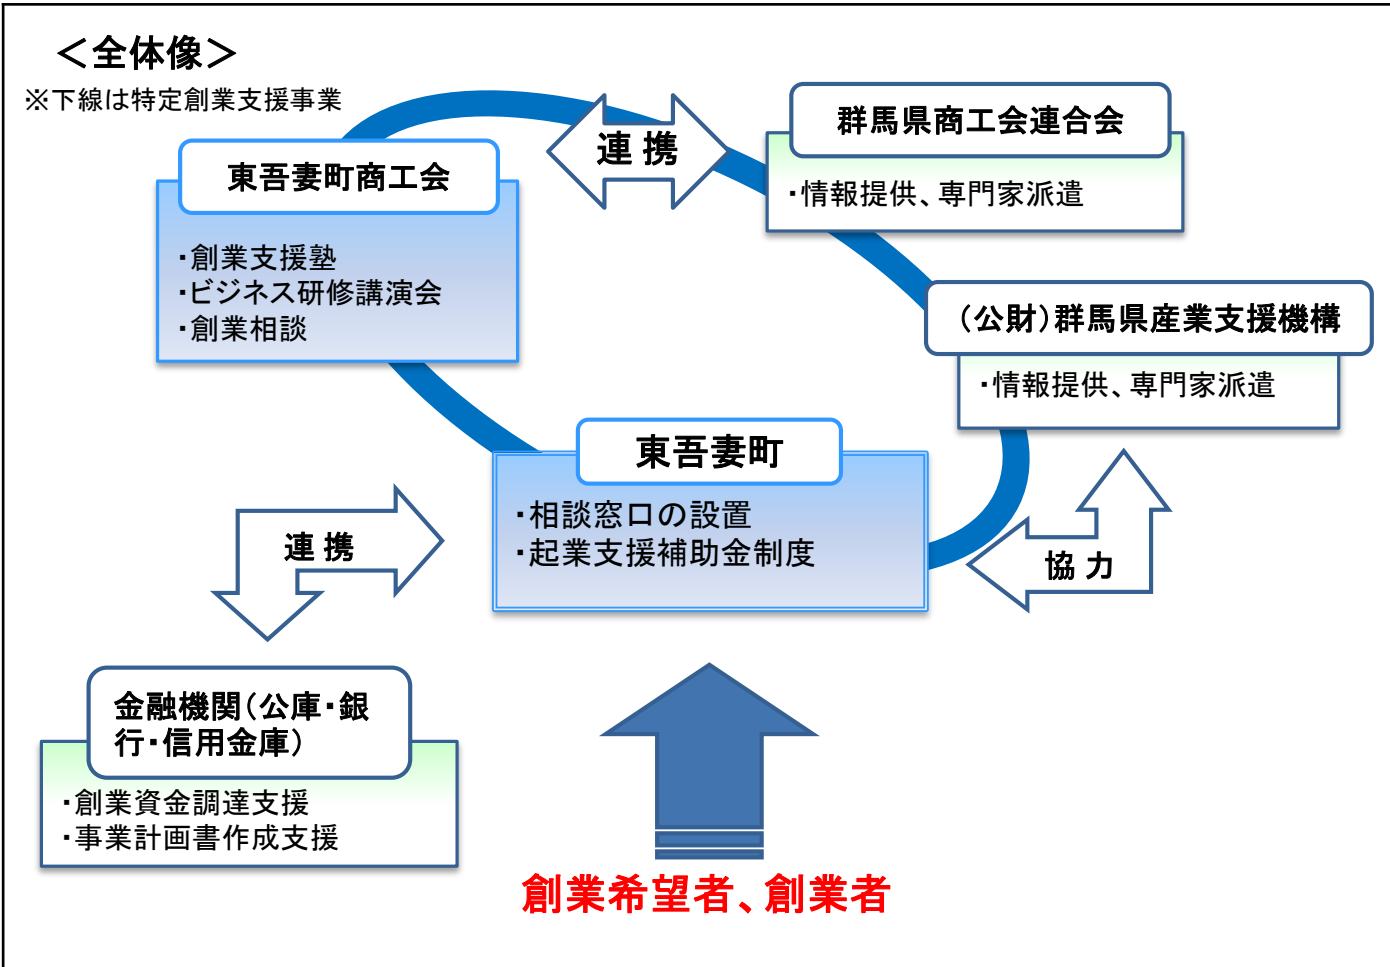 ＜全体像＞
※下線は特定創業支援事業
東吾妻町商工会
・創業支援塾
・ビジネス研修講演会
・創業相談
連 携
群馬県商工会連合会
・情報提供、専門家派遣
（公財）群馬県産業支援機構
・情報提供、専門家派遣
東吾妻町
・相談窓口の設置
・起業支援補助金制度
連 携
協 力
金融機関（公庫・銀
行・信用金庫）
・創業資金調達支援
・事業計画書作成支援
創業希望者、創業者